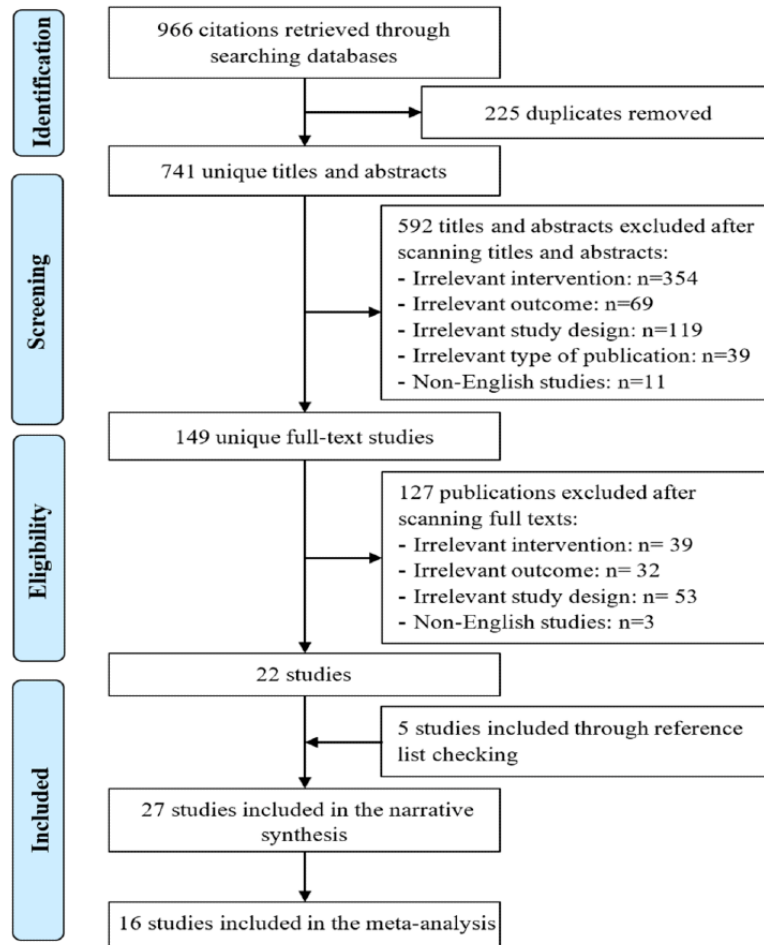 Identification
966 citations retrieved through
searching databases
225 duplicates removed
741 unique titles and abstracts
Screening
592 titles and abstracts excluded after
scanning titles and abstracts:
- Irrelevant intervention: n=354
- Irrelevant outcome: n=69
- Irrelevant study design: n=119
- Irrelevant type of publication: n=39
- Non-English studies: n=11
149 unique full-text studies
Eligibility
127 publications excluded after
scanning full texts:
- Irrelevant intervention: n= 39
- Irrelevant outcome: n= 32
- Irrelevant study design: n= 53
- Non-English studies: n=3
22 studies
Included
5 studies included through reference
list checking
27 studies included in the narrative
synthesis
16 studies included in the meta-analysis